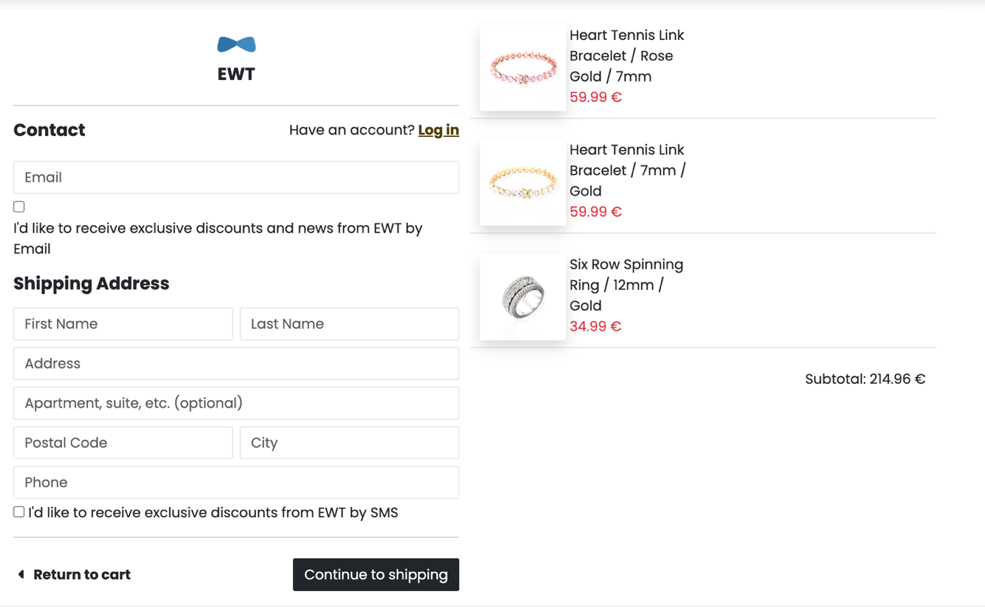 EWT
Contact
Have an account? Log in
Email
I'd like to receive exclusive discounts and news from EWT by
Email
Shipping Address
First Name
Last Name
Address
Apartment, suite, etc. (optional)
Postal Code
City
Phone
I'd like to receive exclusive discounts from EWT by SMS
Return to cart
Continue to shipping
Heart Tennis Link
Bracelet / Rose
Gold / 7mm
59.99 €
Heart Tennis Link
Bracelet / 7mm /
Gold
59.99 €
Six Row Spinning
Ring / 12mm /
Gold
34.99 €
Subtotal: 214.96 €